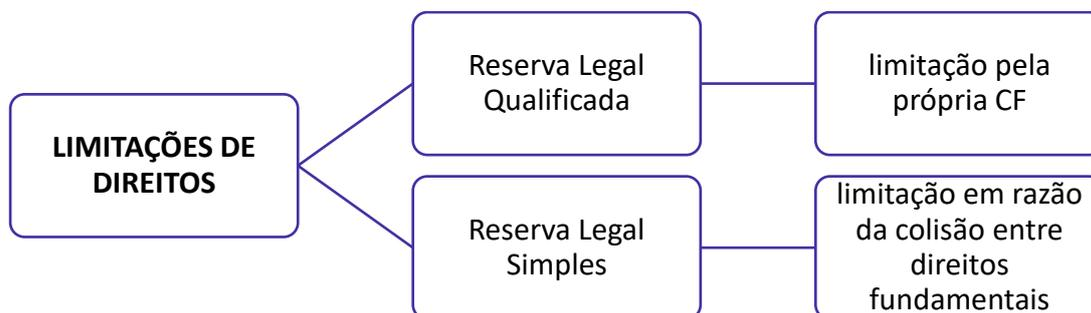 LIMITAÇÕES DE
DIREITOS
Reserva Legal
Qualificada
limitação pela
própria CF
Reserva Legal
Simples
limitação em razão
da colisão entre
direitos
fundamentais